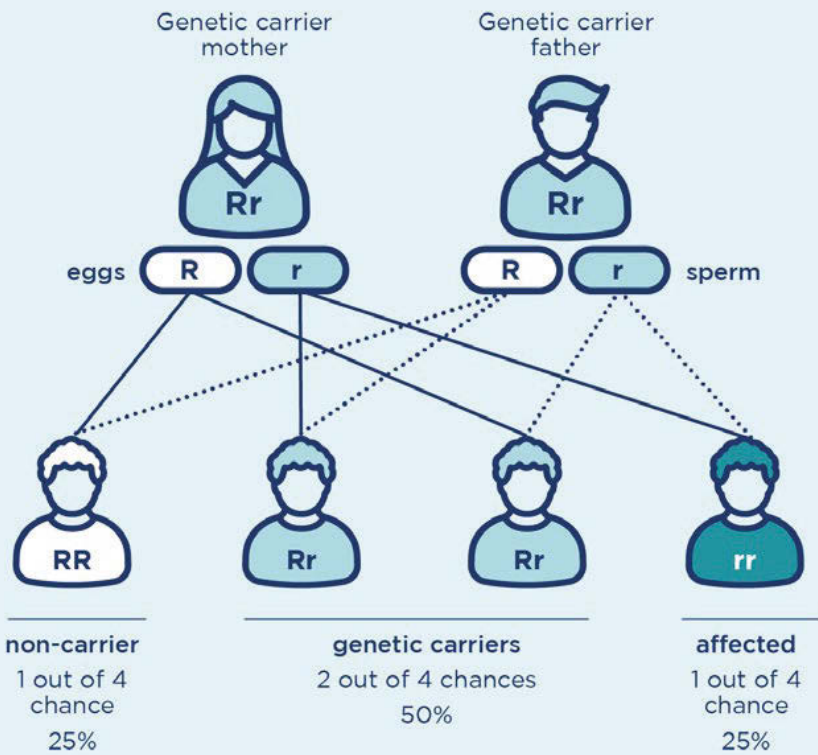 Genetic carrier
mother
Genetic carrier
father
Rr
Rr
eggs
R
r
R
r
sperm
RR
Rr
Rr
rr
non-carrier
1 out of 4
chance
25%
genetic carriers
2 out of 4 chances
50%
affected
1 out of 4
chance
25%